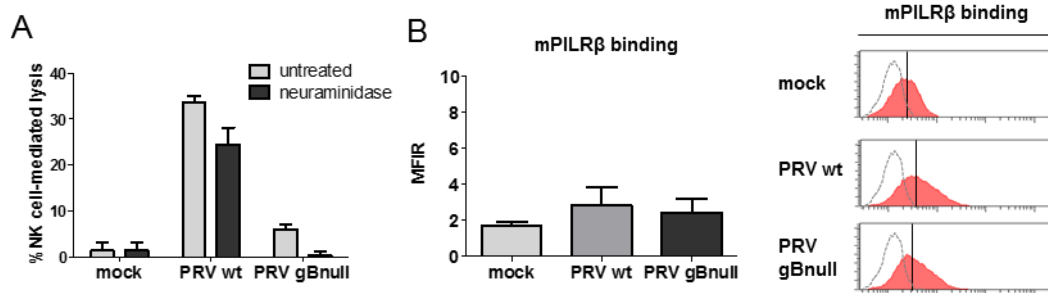 A
% NK cell-mediated lysis
40
30
20
10
0
untreated
neuraminidase
mock
PRV wt
PRV gBnull
B
mPILRβ binding
MFIR
10
8
6
4
2
0
mock
PRV wt
PRV gBnull
mPILRβ binding
mock
PRV wt
PRV
gBnull